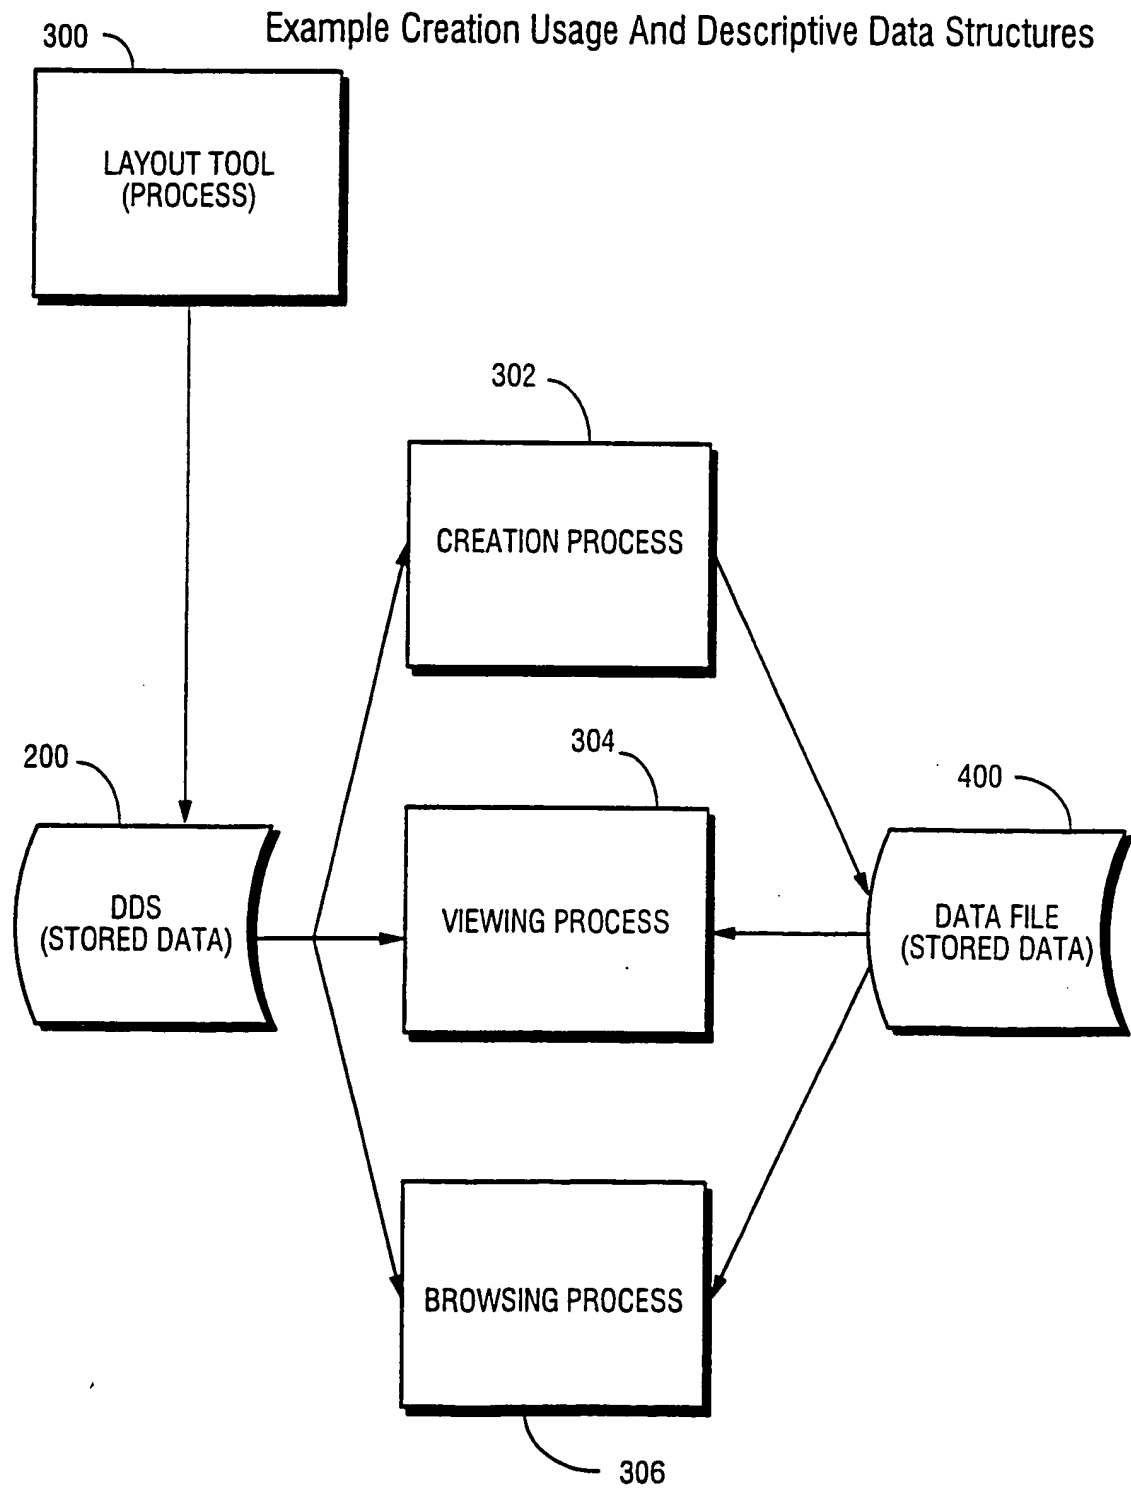 Example Creation Usage And Descriptive Data Structures
300
LAYOUT TOOL
(PROCESS)
302
CREATION PROCESS
200
DDS
(STORED DATA)
304
VIEWING PROCESS
400
DATA FILE
(STORED DATA)
BROWSING PROCESS
306